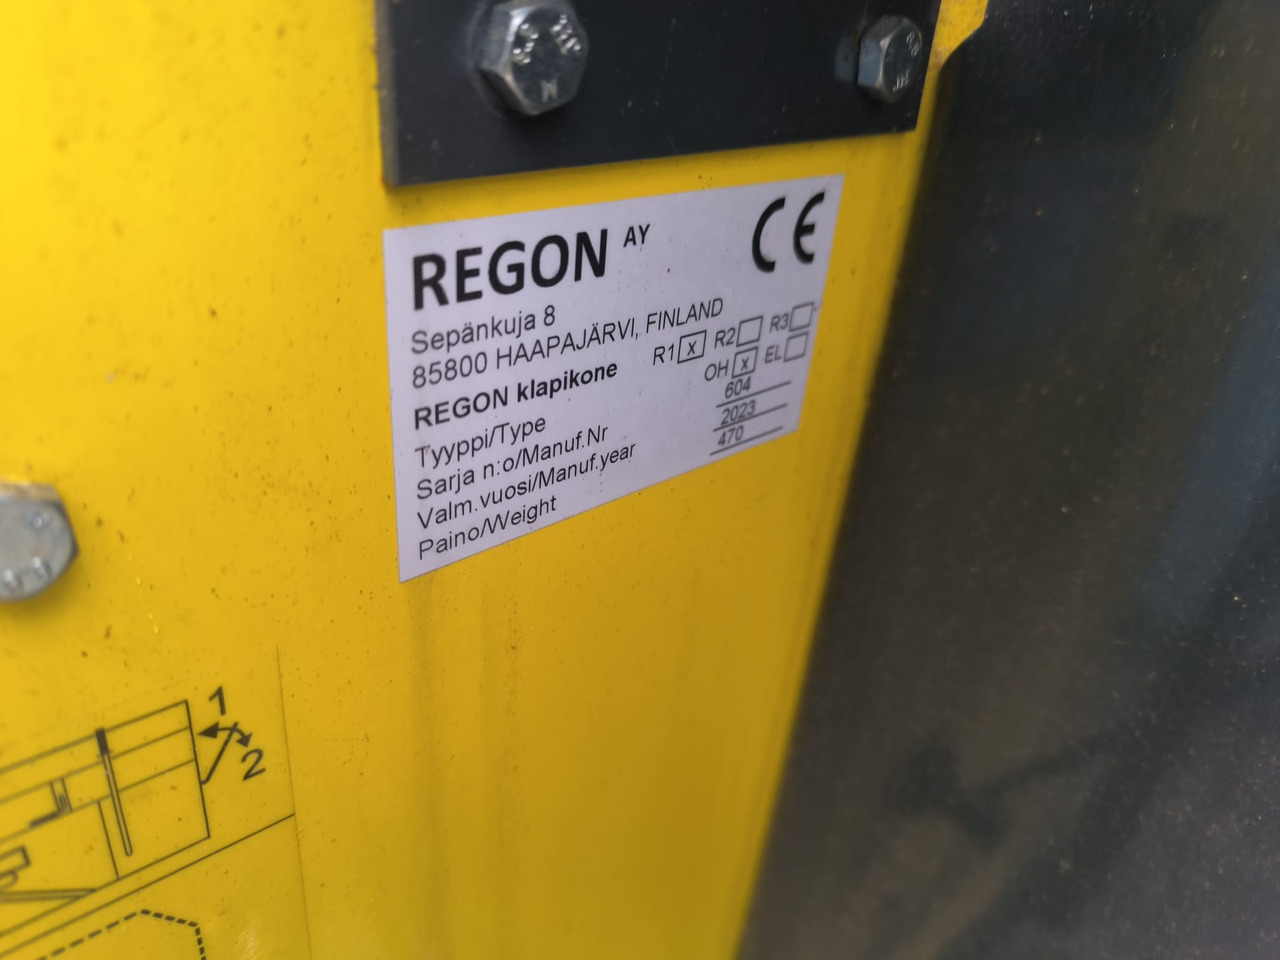 REGON AY CE
Sepänkuja 8
85800 HAAPAJÄRVI, FINLAND
REGON klapikone R1 x R2 R3
Tyyppi/Type OH x EL
Sarja n:o/Manuf.Nr 604
Valm.vuosi/Manuf.year 2023
Paino/Weight 470
1
2